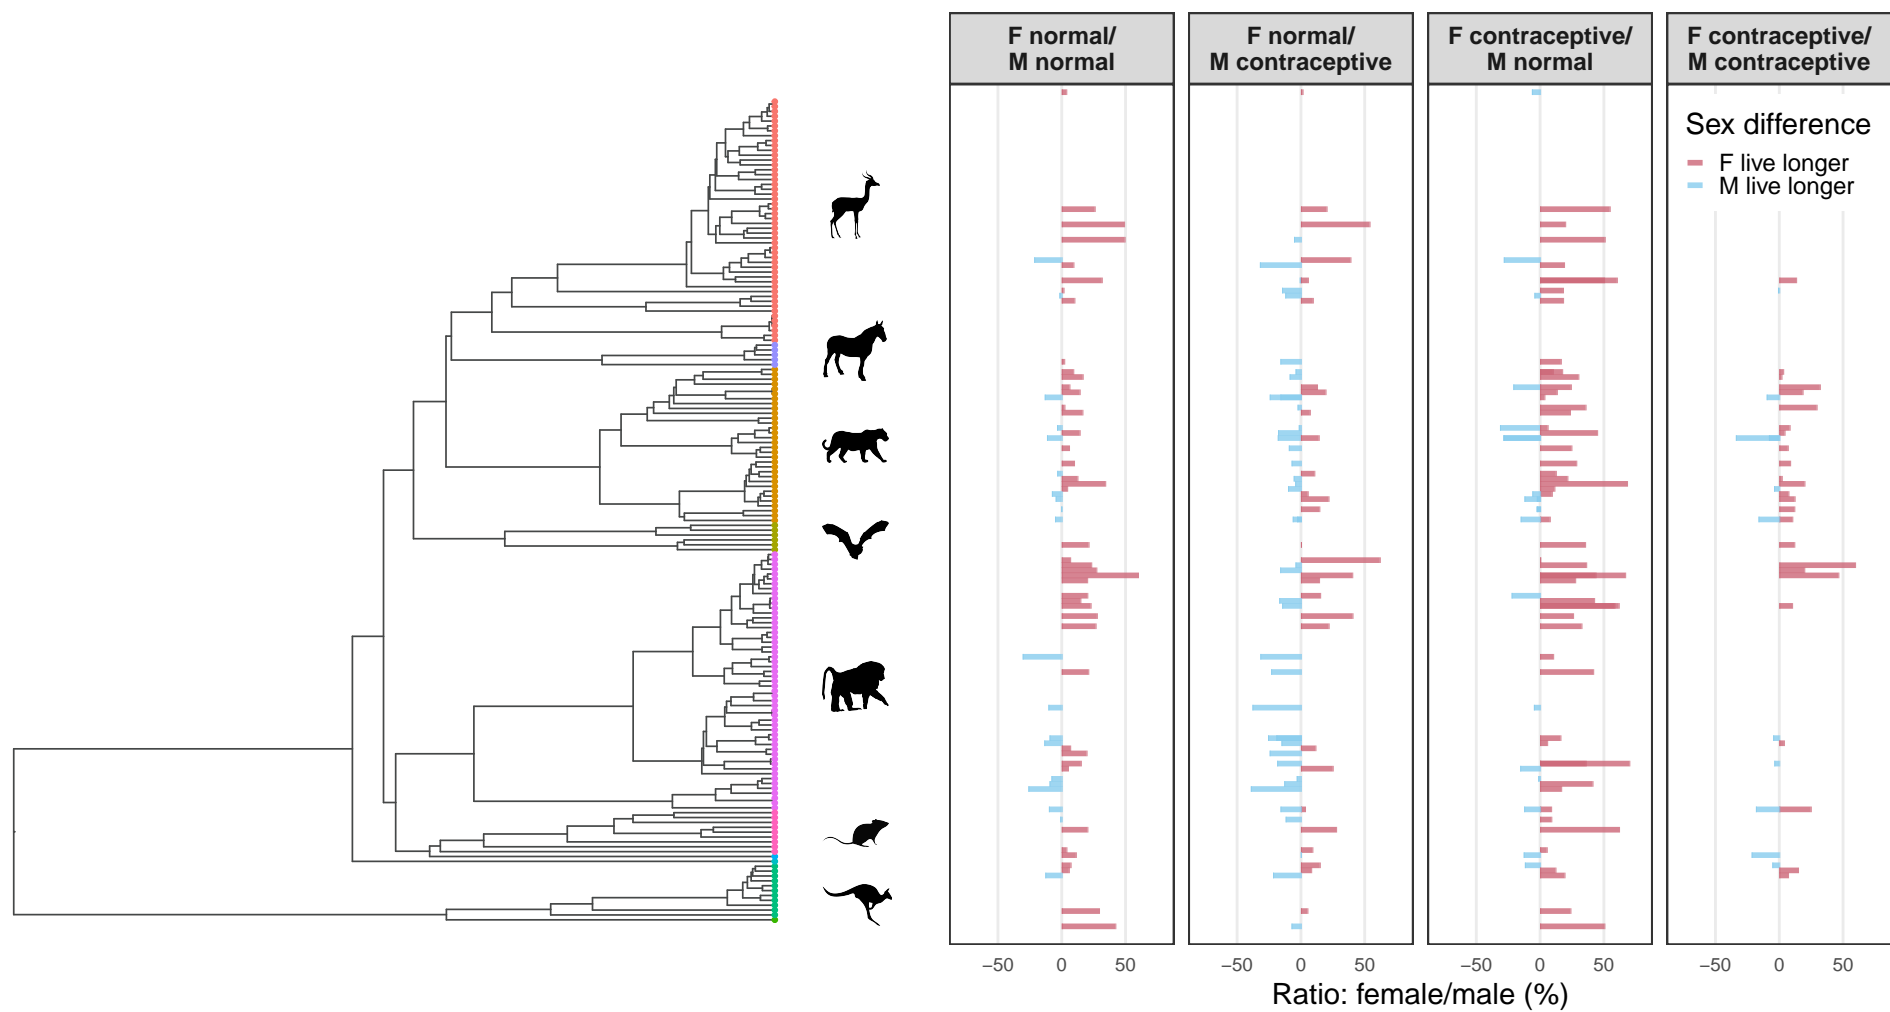 F normal/
M normal
F normal/
M contraceptive
F contraceptive/
M normal
F contraceptive/
M contraceptive
Sex difference
F live longer
M live longer
−50 0 50 −50 0 50 −50 0 50 −50 0 50
Ratio: female/male (%)